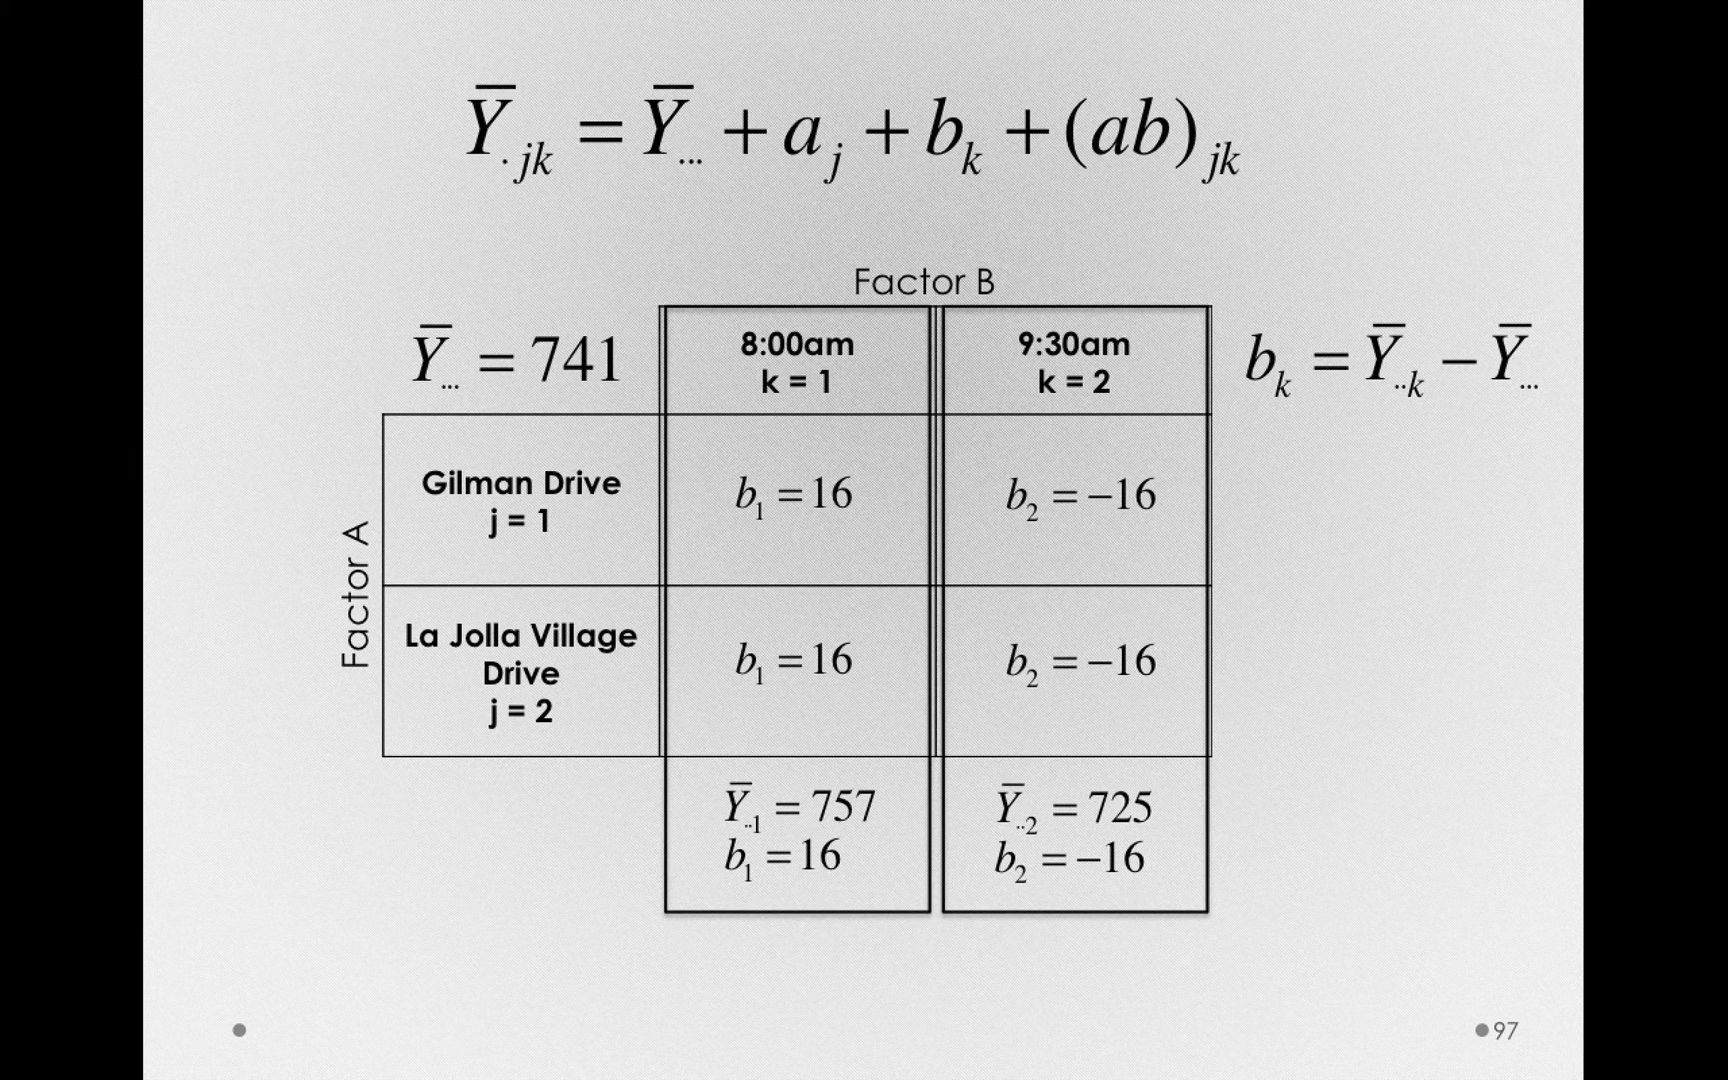 Ȳ.jk = Ȳ... + aj + bk + (ab)jk
Factor B
Ȳ... = 741
8:00am
k = 1
9:30am
k = 2
bk = Ȳ..k − Ȳ...
Factor A
Gilman Drive
j = 1
b1 = 16
b2 = −16
La Jolla Village
Drive
j = 2
b1 = 16
b2 = −16
Ȳ..1 = 757
b1 = 16
Ȳ..2 = 725
b2 = −16
97